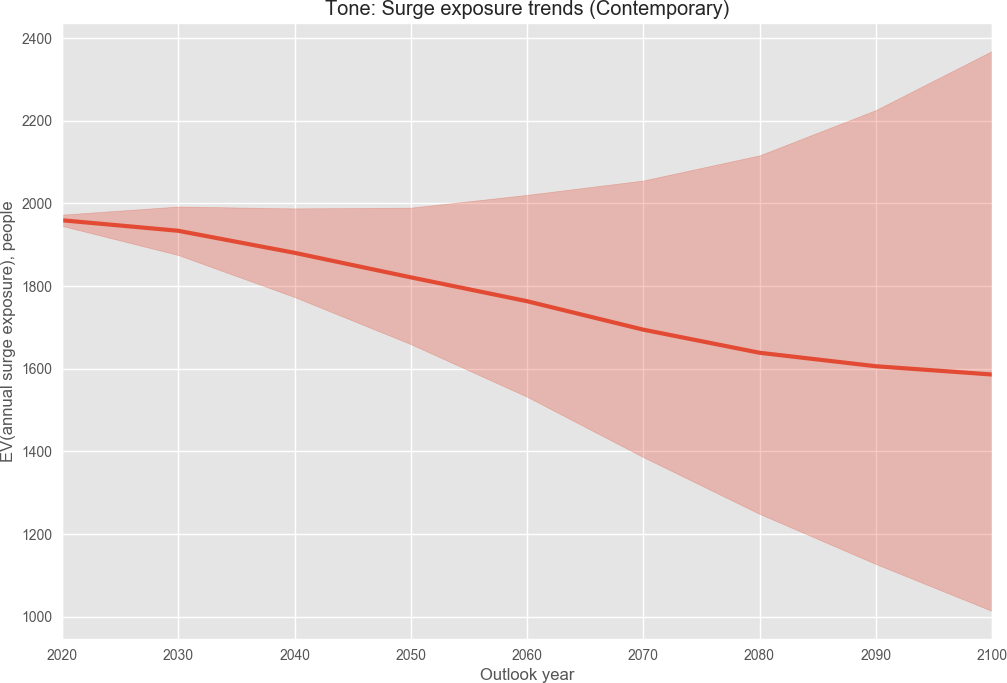 Tone: Surge exposure trends (Contemporary)
2400
2200
2000
1800
1600
1400
1200
1000
EV(annual surge exposure), people
2020 2030 2040 2050 2060 2070 2080 2090 2100
Outlook year